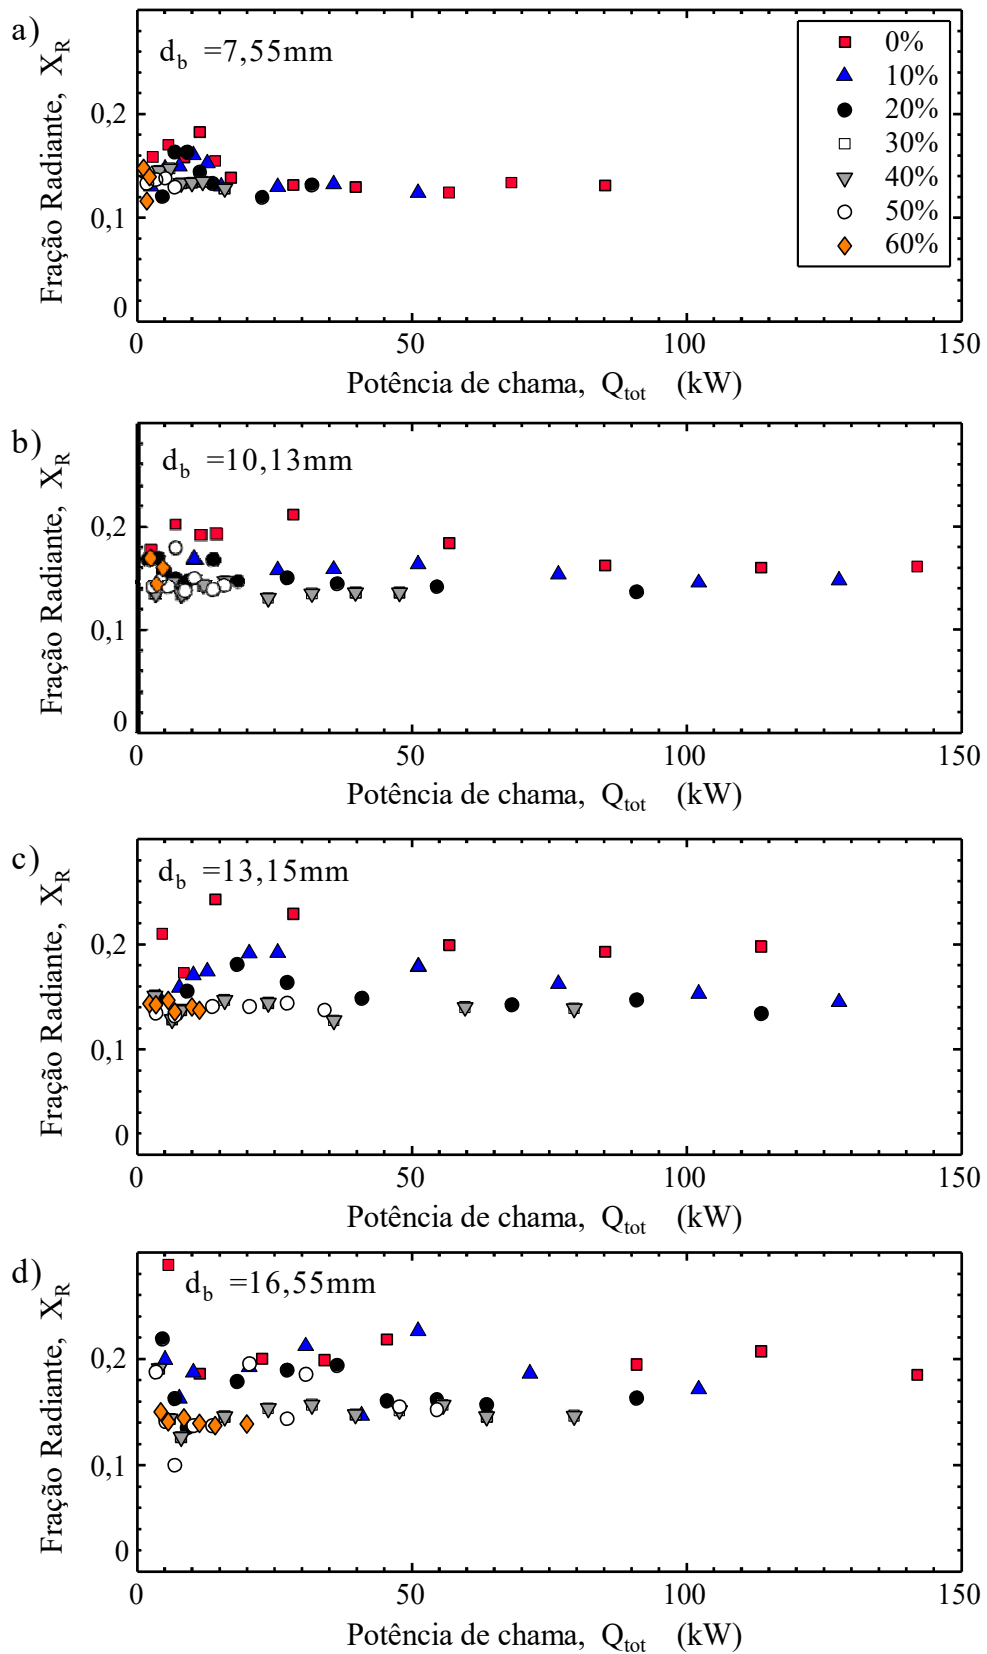 a)
d_b =7,55mm
0%
10%
20%
30%
40%
50%
60%
Fração Radiante, X_R
0,2
0,1
0
0 50 100 150
Potência de chama, Q_tot (kW)
b)
d_b =10,13mm
Fração Radiante, X_R
0,2
0,1
0
0 50 100 150
Potência de chama, Q_tot (kW)
c)
d_b =13,15mm
Fração Radiante, X_R
0,2
0,1
0
0 50 100 150
Potência de chama, Q_tot (kW)
d)
d_b =16,55mm
Fração Radiante, X_R
0,2
0,1
0
0 50 100 150
Potência de chama, Q_tot (kW)